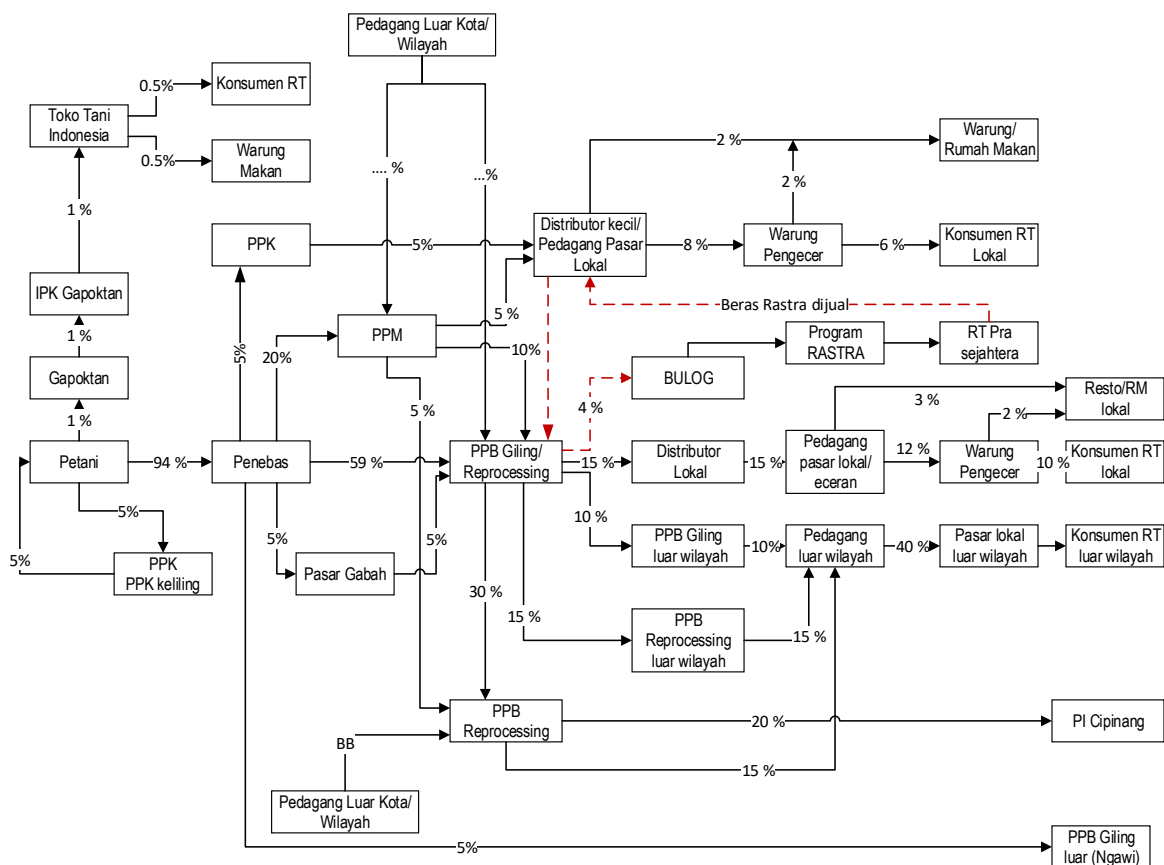 Pedagang Luar Kota/
Wilayah
0.5%
Konsumen RT
Toko Tani
Indonesia
0.5%
Warung
Makan
2 %
Warung/
Rumah Makan
.... %
...%
2 %
1 %
PPK
5%
Distributor kecil/
Pedagang Pasar
Lokal
8 %
Warung
Pengecer
6 %
Konsumen RT
Lokal
IPK Gapoktan
Beras Rastra dijual
5 %
PPM
20%
10%
Program
RASTRA
RT Pra
sejahtera
1 %
5%
Gapoktan
BULOG
Resto/RM
lokal
3 %
4 %
5 %
2 %
1 %
Petani
94 %
Penebas
59 %
PPB Giling/
Reprocessing
15 %
Distributor
Lokal
15 %
Pedagang
pasar lokal/
eceran
12 %
Warung
Pengecer
10 %
Konsumen RT
lokal
5%
5%
5%
10 %
5%
PPK
PPK keliling
Pasar Gabah
PPB Giling
luar wilayah
10%
Pedagang
luar wilayah
40 %
Pasar lokal
luar wilayah
Konsumen RT
luar wilayah
30 %
15 %
PPB
Reprocessing
luar wilayah
15 %
PPB
Reprocessing
20 %
PI Cipinang
BB
15 %
Pedagang Luar Kota/
Wilayah
5%
PPB Giling
luar (Ngawi)